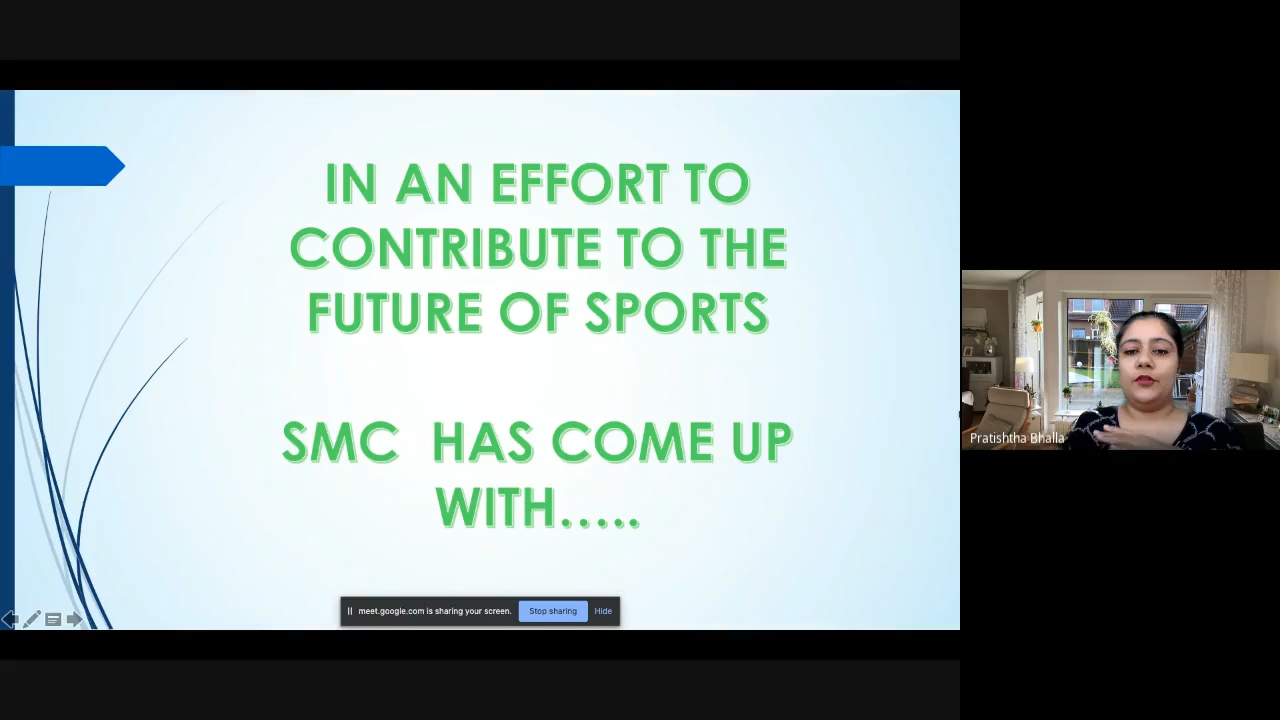 IN AN EFFORT TO
CONTRIBUTE TO THE
FUTURE OF SPORTS
SMC HAS COME UP
WITH.....
meet.google.com is sharing your screen.
Stop sharing
Hide
Pratishtha Bhalla